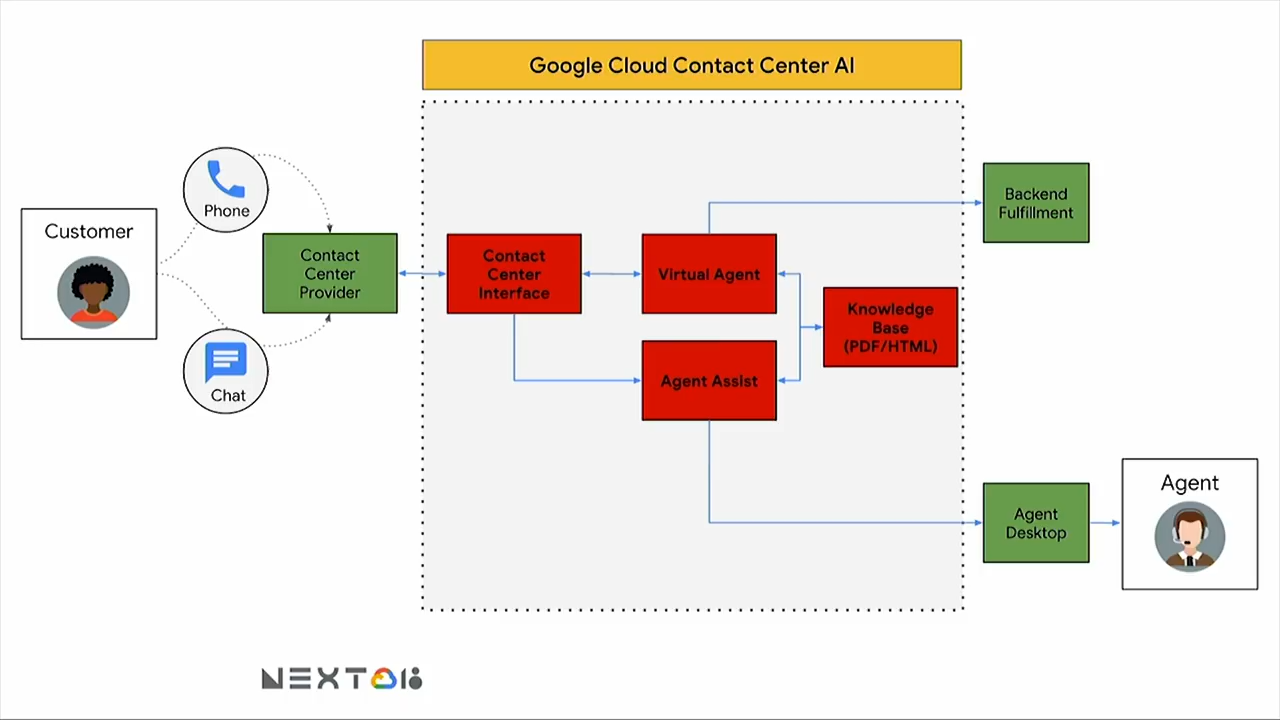 Google Cloud Contact Center AI
Customer
Phone
Chat
Contact
Center
Provider
Contact
Center
Interface
Virtual Agent
Agent Assist
Knowledge
Base
(PDF/HTML)
Backend
Fulfillment
Agent
Desktop
Agent
NEXT 18